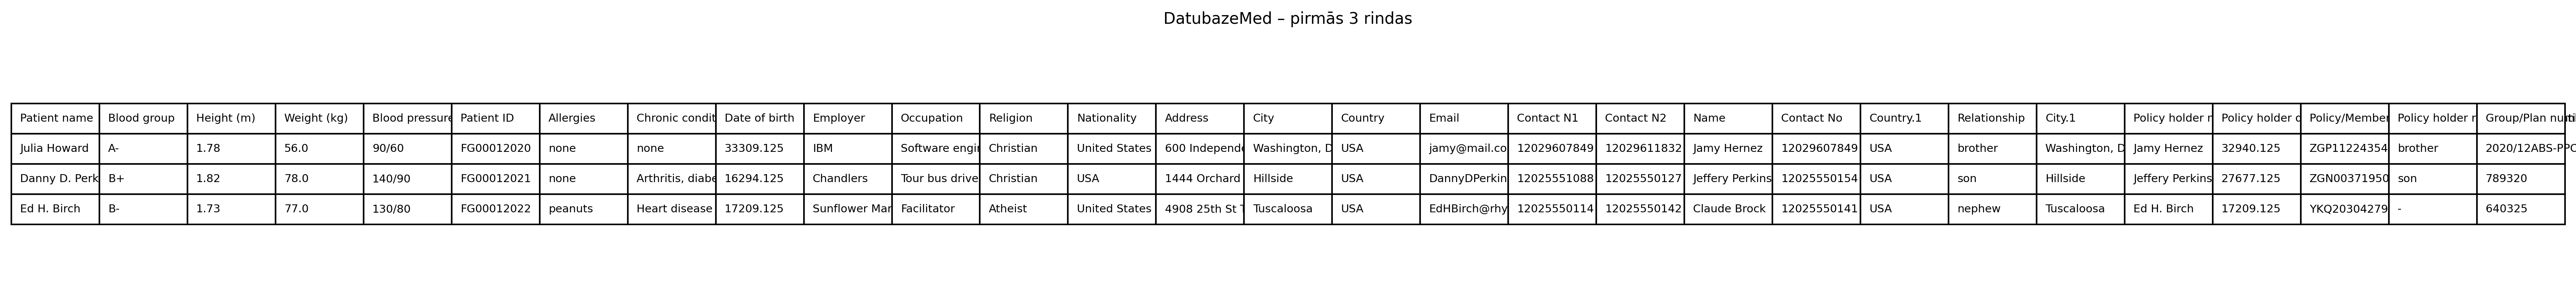 DatubazeMed – pirmās 3 rindas
Patient name Blood group Height (m) Weight (kg) Blood pressure Patient ID Allergies Chronic condit Date of birth Employer Occupation Religion Nationality Address City Country Email Contact N1 Contact N2 Name Contact No Country.1 Relationship City.1 Policy holder Policy holder Policy/Member Policy holder Group/Plan
Julia Howard A- 1.78 56.0 90/60 FG00012020 none none 33309.125 IBM Software engi Christian United States 600 Independe Washington, D USA jamy@mail.co 12029607849 12029611832 Jamy Hernez 12029607849 USA brother Washington, D Jamy Hernez 32940.125 ZGP11224354 brother 2020/12ABS-PPO
Danny D. Perk B+ 1.82 78.0 140/90 FG00012021 none Arthritis, diabe 16294.125 Chandlers Tour bus drive Christian USA 1444 Orchard Hillside USA DannyDPerkin 12025551088 12025550127 Jeffery Perkins 12025550154 USA son Hillside Jeffery Perkins 27677.125 ZGN00371950 son 789320
Ed H. Birch B- 1.73 77.0 130/80 FG00012022 peanuts Heart disease 17209.125 Sunflower Mar Facilitator Atheist United States 4908 25th St Tuscaloosa USA EdHBirch@rhy 12025550114 12025550142 Claude Brock 12025550141 USA nephew Tuscaloosa Ed H. Birch 17209.125 YKQ20304279 - 640325